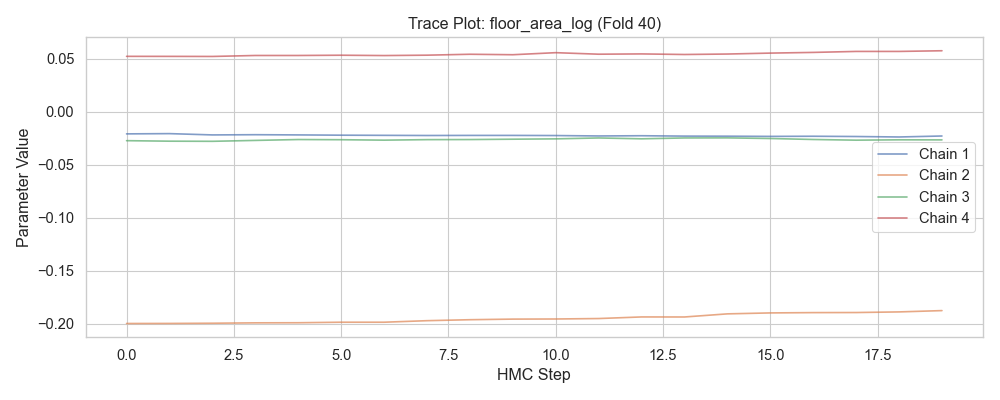 Trace Plot: floor_area_log (Fold 40)
Parameter Value
0.05
0.00
−0.05
−0.10
−0.15
−0.20
Chain 1
Chain 2
Chain 3
Chain 4
0.0 2.5 5.0 7.5 10.0 12.5 15.0 17.5
HMC Step